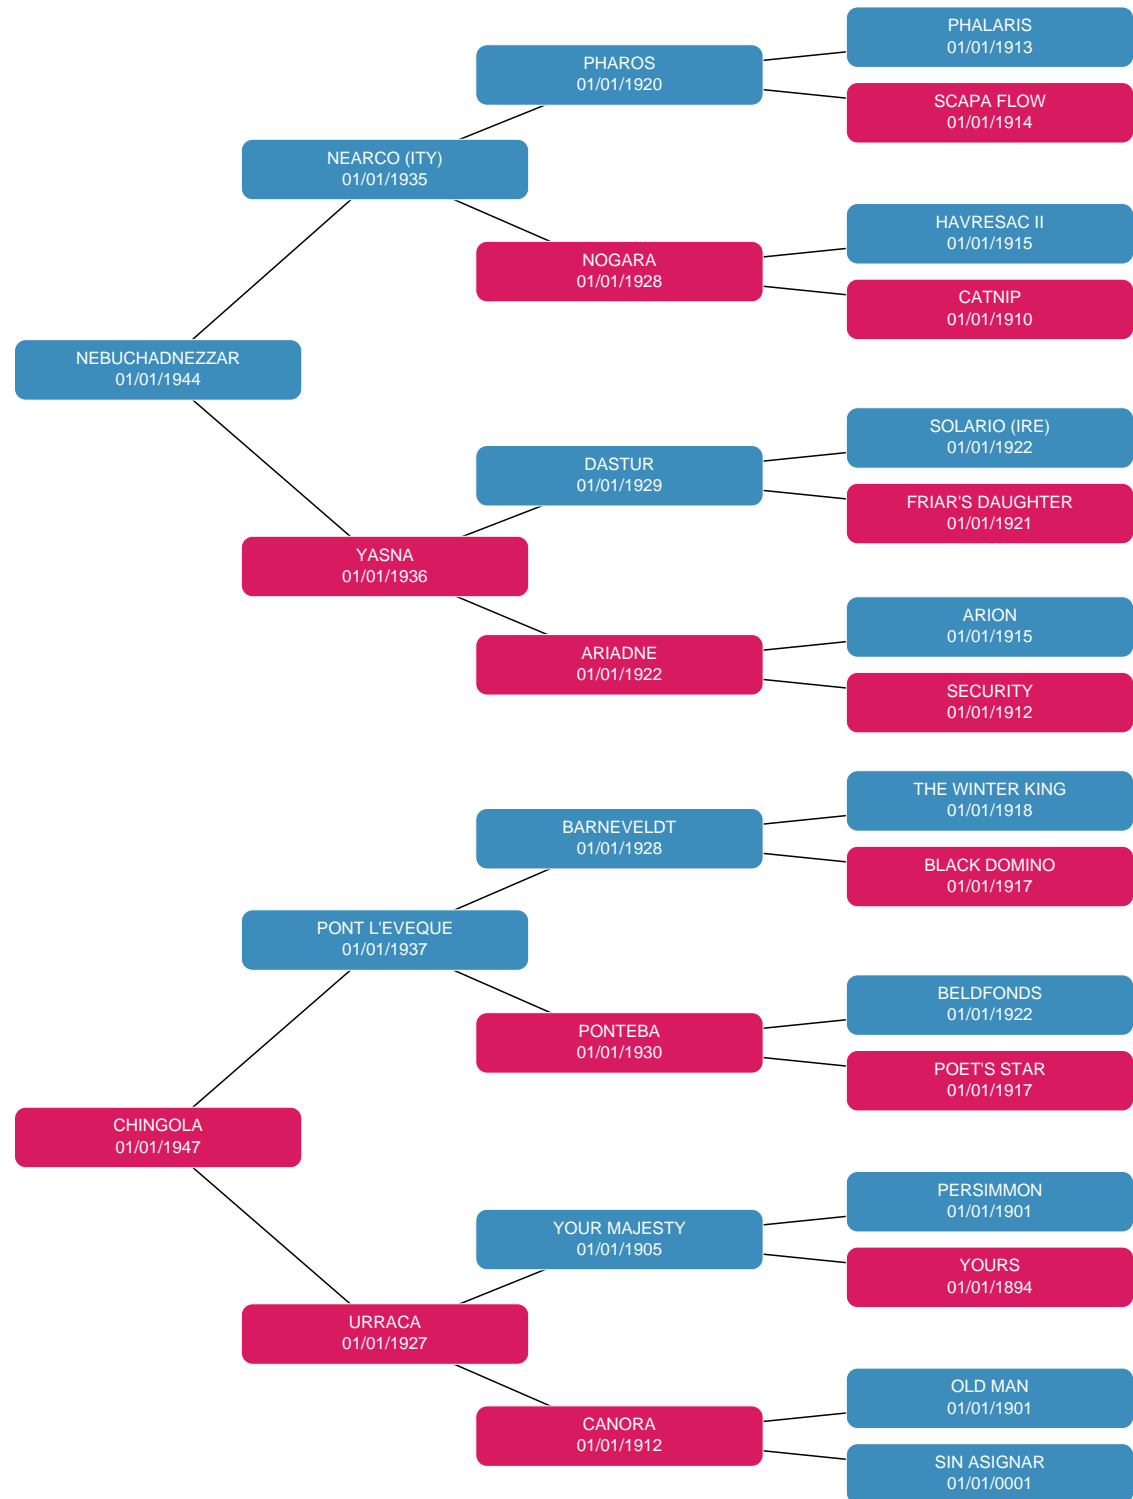 PHALARIS
01/01/1913
PHAROS
01/01/1920
SCAPA FLOW
01/01/1914
NEARCO (ITY)
01/01/1935
HAVRESAC II
01/01/1915
NOGARA
01/01/1928
CATNIP
01/01/1910
NEBUCHADNEZZAR
01/01/1944
SOLARIO (IRE)
01/01/1922
DASTUR
01/01/1929
FRIAR'S DAUGHTER
01/01/1921
YASNA
01/01/1936
ARION
01/01/1915
ARIADNE
01/01/1922
SECURITY
01/01/1912
THE WINTER KING
01/01/1918
BARNEVELDT
01/01/1928
BLACK DOMINO
01/01/1917
PONT L'EVEQUE
01/01/1937
BELDFONDS
01/01/1922
PONTEBA
01/01/1930
POET'S STAR
01/01/1917
CHINGOLA
01/01/1947
PERSIMMON
01/01/1901
YOUR MAJESTY
01/01/1905
YOURS
01/01/1894
URRACA
01/01/1927
OLD MAN
01/01/1901
CANORA
01/01/1912
SIN ASIGNAR
01/01/0001